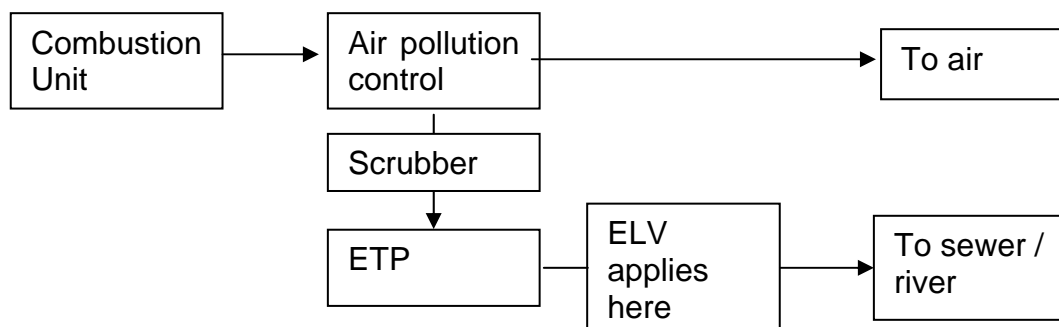 Combustion
Unit
Air pollution
control
To air
Scrubber
ETP
ELV
applies
here
To sewer /
river